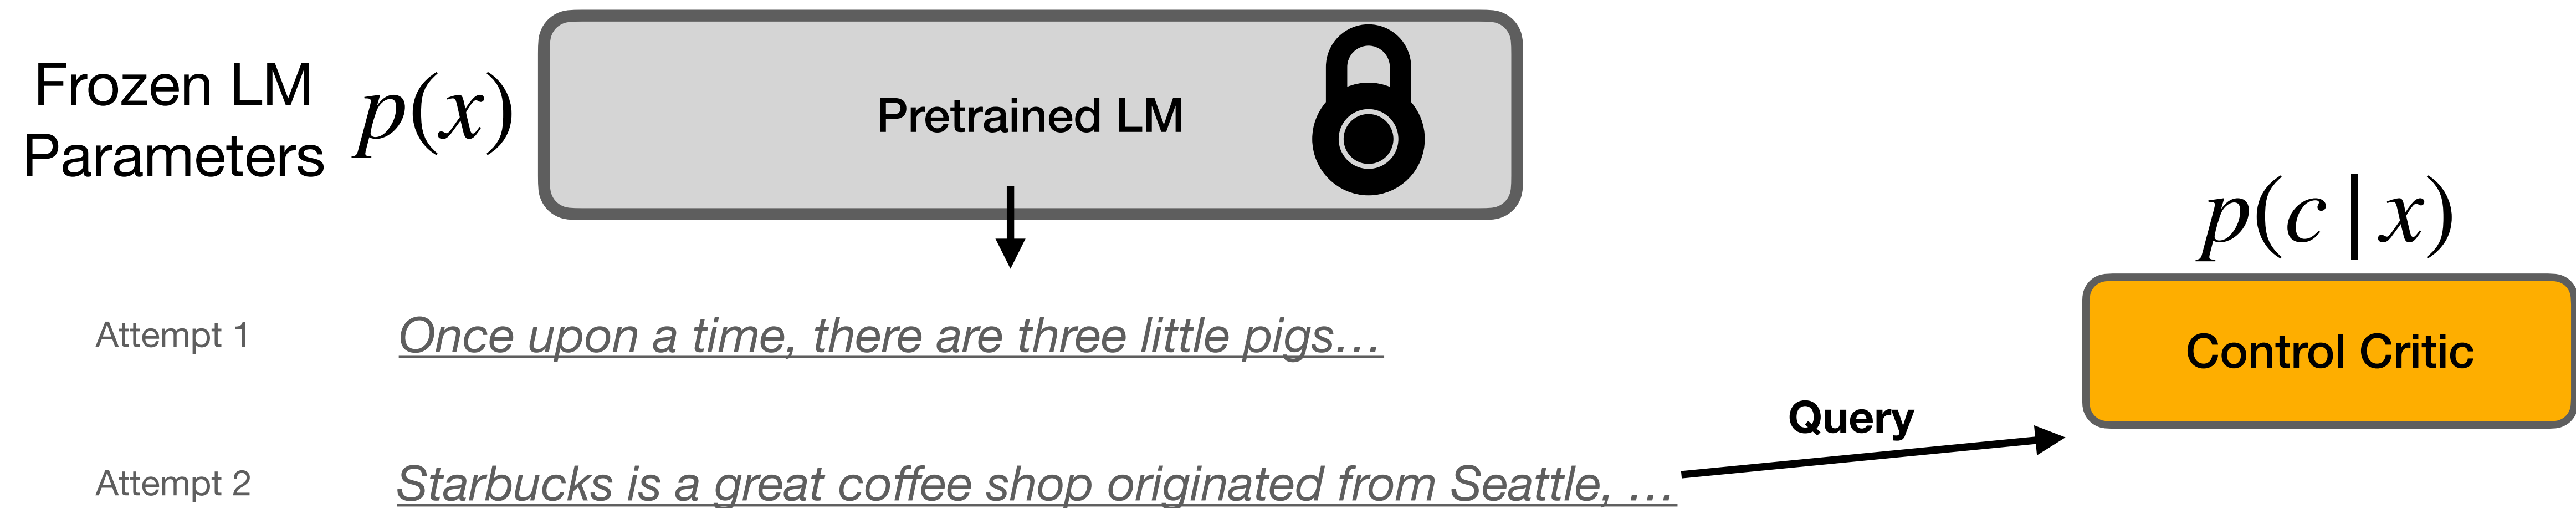 Frozen LM
Parameters
p(x)
Pretrained LM
p(c | x)
Control Critic
Attempt 1
Once upon a time, there are three little pigs…
Query
Attempt 2
Starbucks is a great coffee shop originated from Seattle, …